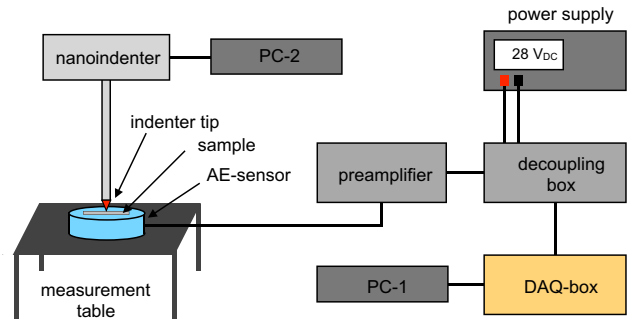 power supply
nanoindenter
PC-2
28 VDC
indenter tip
sample
AE-sensor
preamplifier
decoupling
box
PC-1
DAQ-box
measurement
table